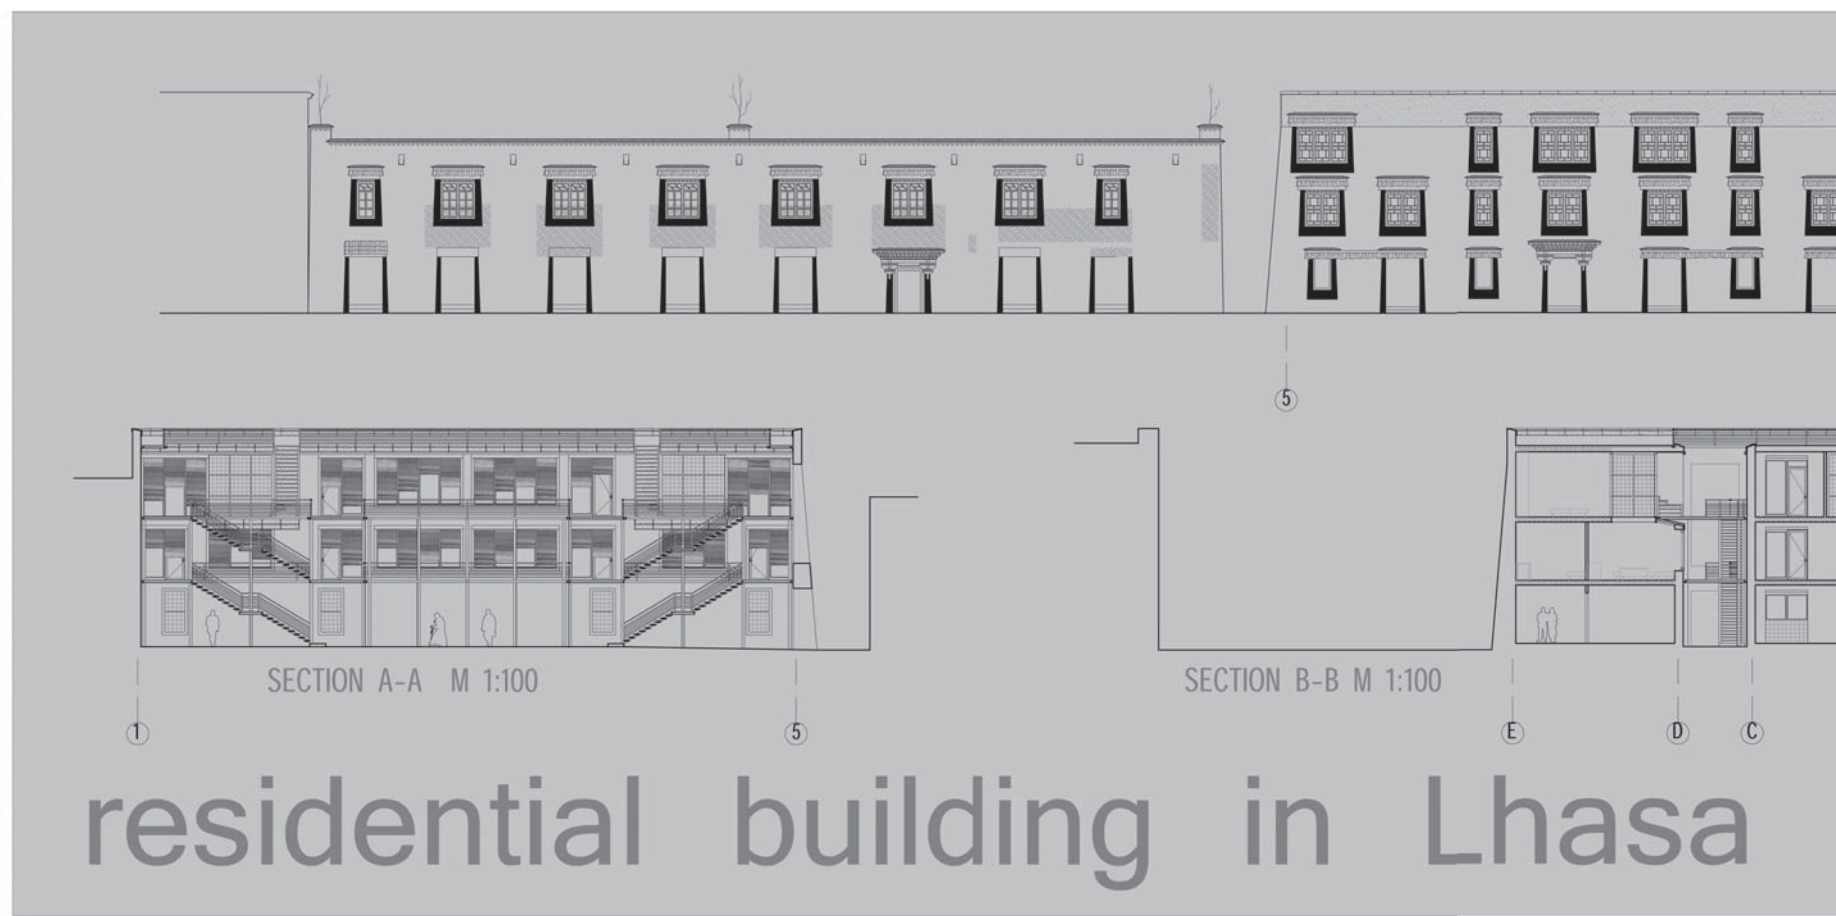 5
SECTION A-A M 1:100
SECTION B-B M 1:100
1
5
E
D
C
residential building in Lhasa